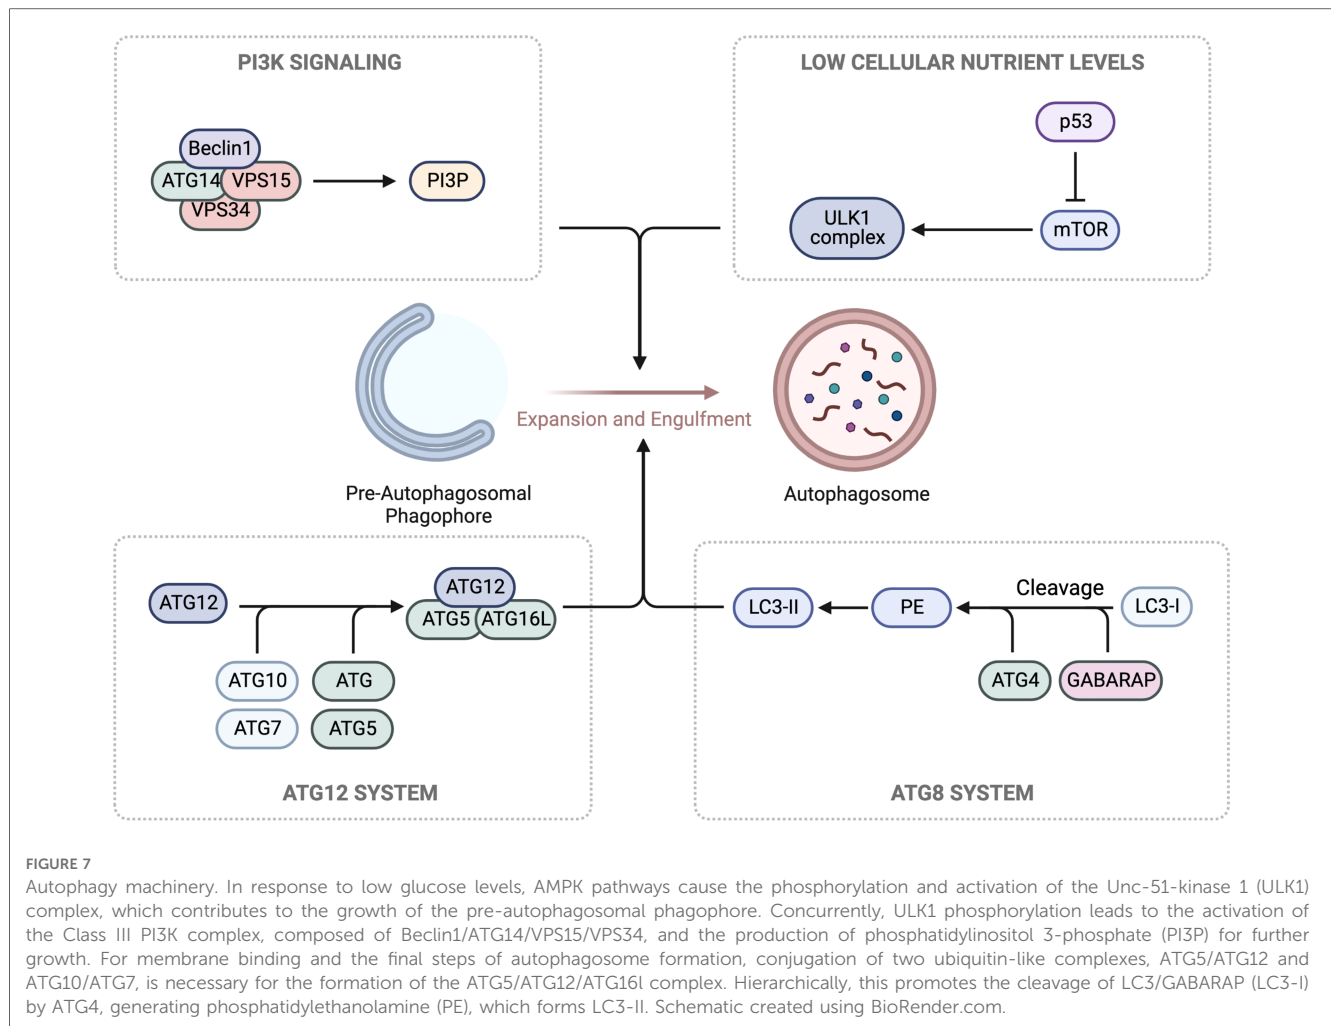 PI3K SIGNALING
Beclin1
ATG14
VPS15
VPS34
PI3P
LOW CELLULAR NUTRIENT LEVELS
p53
ULK1
complex
mTOR
Expansion and Engulfment
Pre-Autophagosomal
Phagophore
Autophagosome
ATG12
ATG12
ATG5
ATG16L
ATG10
ATG
ATG7
ATG5
ATG12 SYSTEM
Cleavage
LC3-II
PE
LC3-I
ATG4
GABARAP
ATG8 SYSTEM
FIGURE 7
Autophagy machinery. In response to low glucose levels, AMPK pathways cause the phosphorylation and activation of the Unc-51-kinase 1 (ULK1)
complex, which contributes to the growth of the pre-autophagosomal phagophore. Concurrently, ULK1 phosphorylation leads to the activation of
the Class III PI3K complex, composed of Beclin1/ATG14/VPS15/VPS34, and the production of phosphatidylinositol 3-phosphate (PI3P) for further
growth. For membrane binding and the final steps of autophagosome formation, conjugation of two ubiquitin-like complexes, ATG5/ATG12 and
ATG10/ATG7, is necessary for the formation of the ATG5/ATG12/ATG16l complex. Hierarchically, this promotes the cleavage of LC3/GABARAP (LC3-I)
by ATG4, generating phosphatidylethanolamine (PE), which forms LC3-II. Schematic created using BioRender.com.